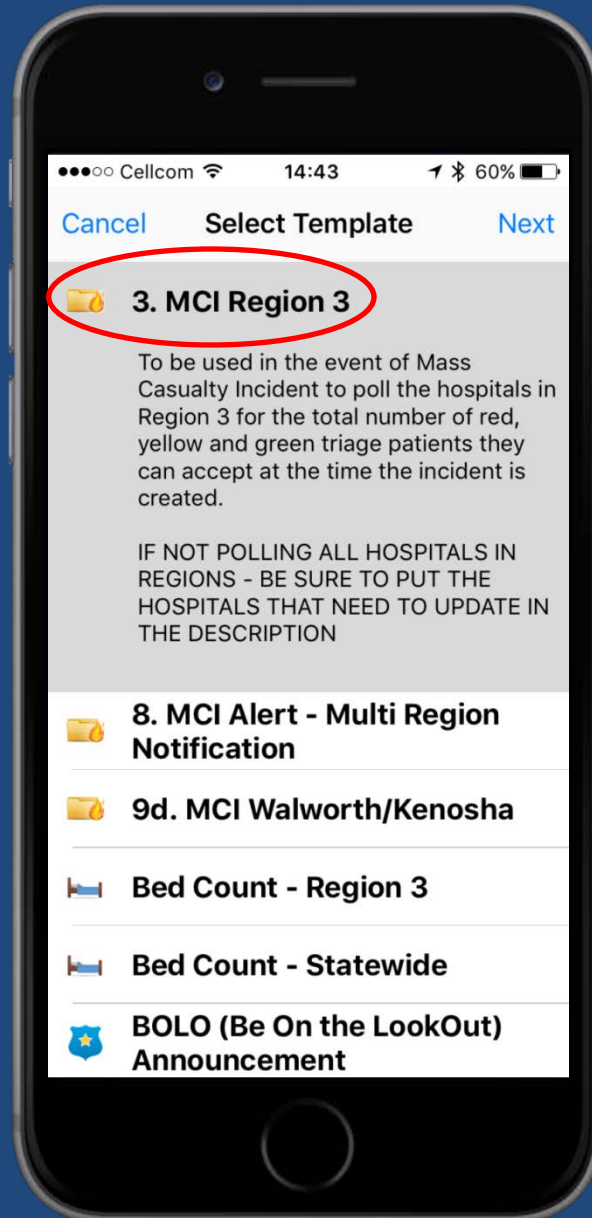 ●●●○○ Cellcom 14:43 60%
Cancel Select Template Next
3. MCI Region 3
To be used in the event of Mass
Casualty Incident to poll the hospitals in
Region 3 for the total number of red,
yellow and green triage patients they
can accept at the time the incident is
created.
IF NOT POLLING ALL HOSPITALS IN
REGIONS - BE SURE TO PUT THE
HOSPITALS THAT NEED TO UPDATE IN
THE DESCRIPTION
8. MCI Alert - Multi Region
Notification
9d. MCI Walworth/Kenosha
Bed Count - Region 3
Bed Count - Statewide
BOLO (Be On the LookOut)
Announcement